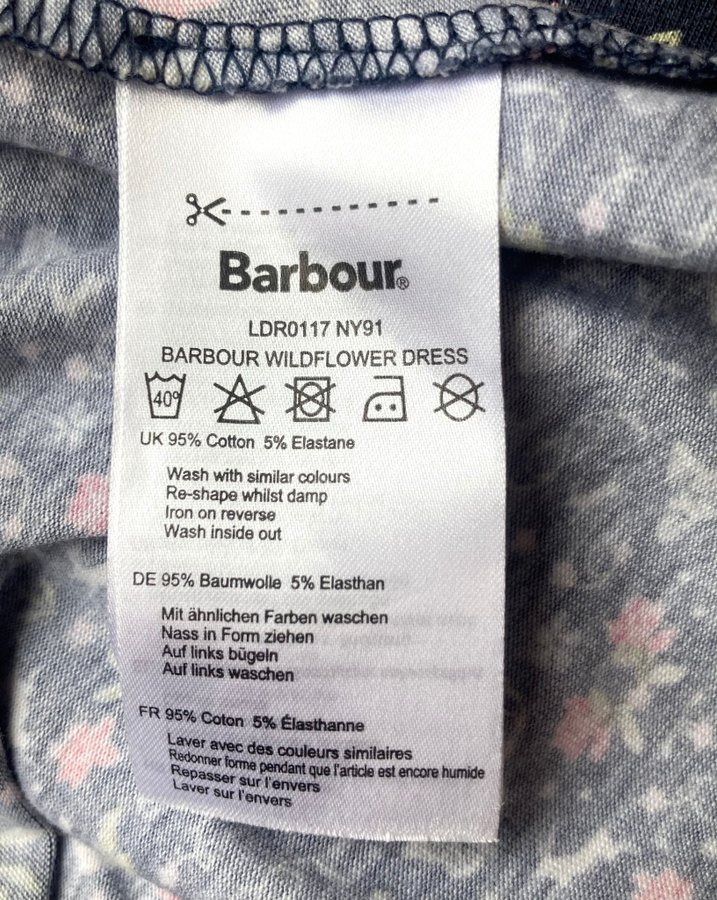 Barbour®
LDR0117 NY91
BARBOUR WILDFLOWER DRESS
40°
UK 95% Cotton 5% Elastane
Wash with similar colours
Re-shape whilst damp
Iron on reverse
Wash inside out
DE 95% Baumwolle 5% Elasthan
Mit ähnlichen Farben waschen
Nass in Form ziehen
Auf links bügeln
Auf links waschen
FR 95% Coton 5% Élasthanne
Laver avec des couleurs similaires
Redonner forme pendant que l'article est encore humide
Repasser sur l'envers
Laver sur l'envers